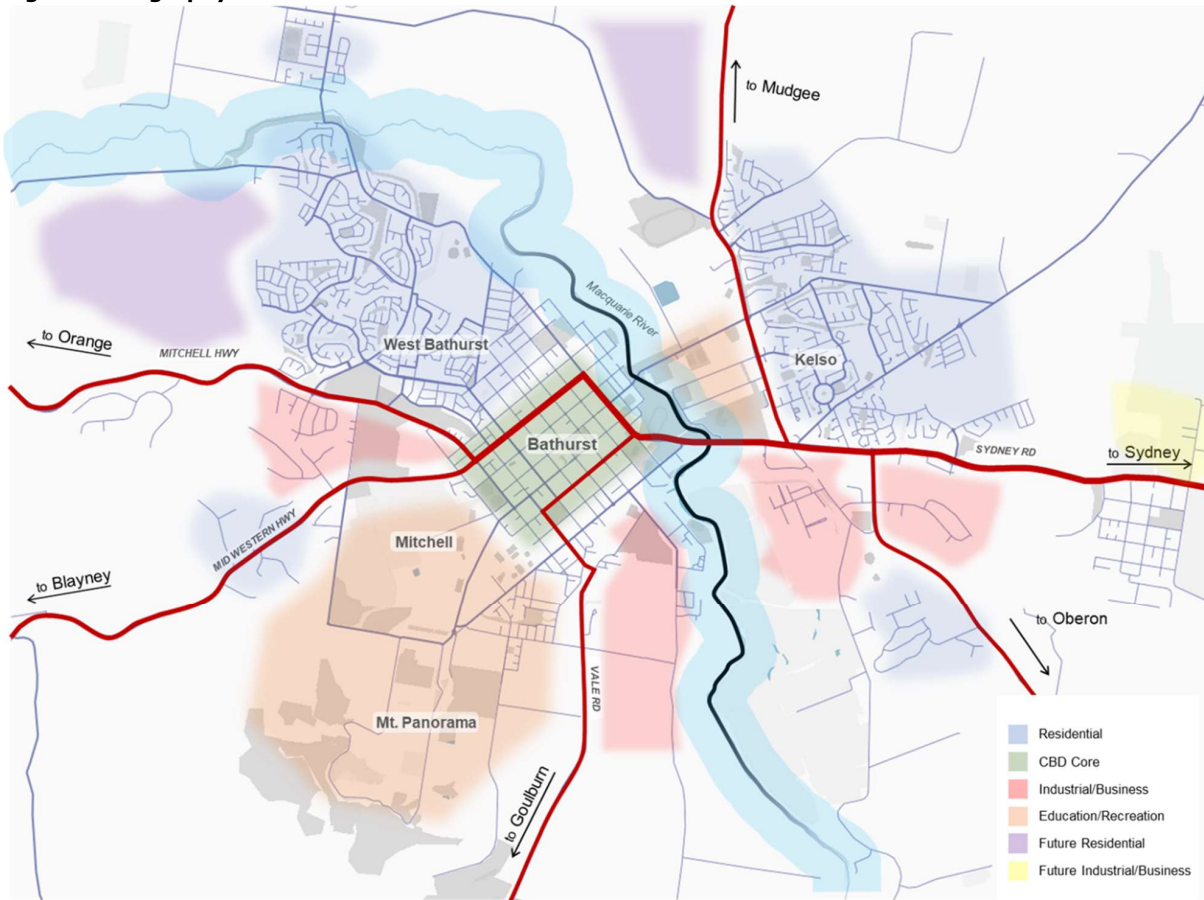 to Mudgee
Macquarie River
to Orange
MITCHELL HWY
West Bathurst
Kelso
Bathurst
SYDNEY RD
to Sydney
Mitchell
MID WESTERN HWY
to Blayney
to Oberon
VALE RD
Mt. Panorama
to Goulburn
Residential
CBD Core
Industrial/Business
Education/Recreation
Future Residential
Future Industrial/Business